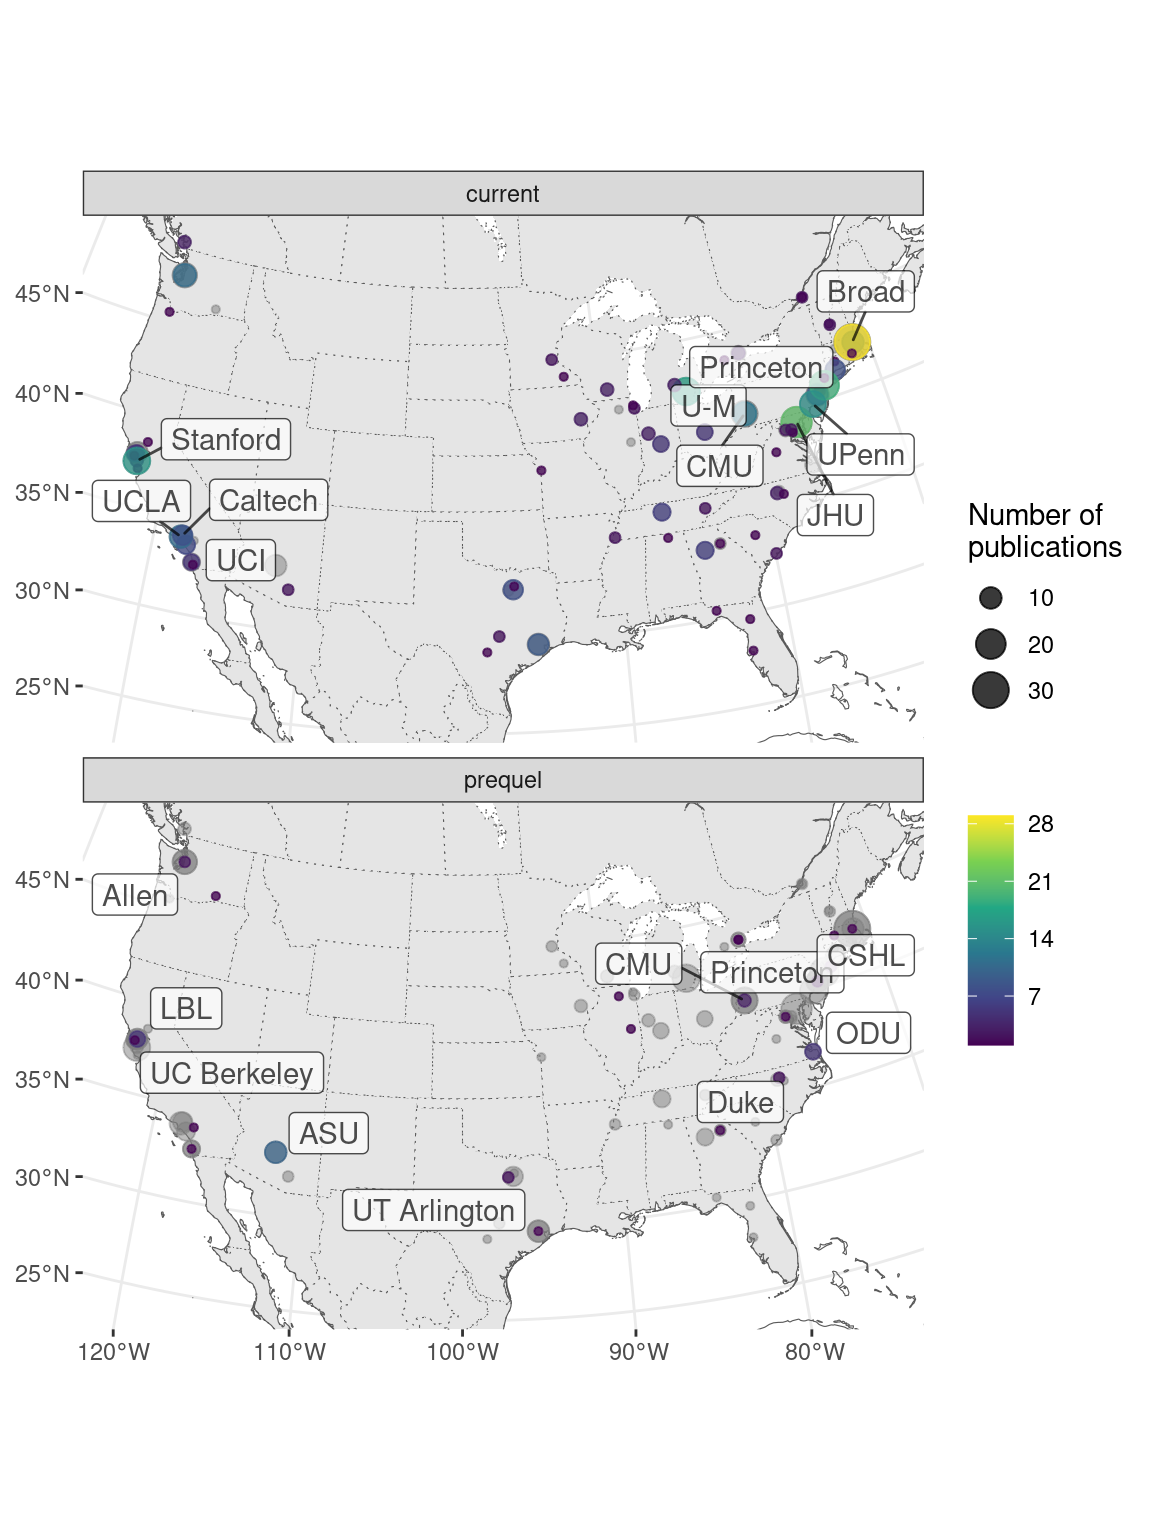 current
45°N
40°N
35°N
30°N
25°N
Broad
Princeton
U-M
CMU
UPenn
JHU
Stanford
UCLA
Caltech
UCI
Number of
publications
10
20
30
28
21
14
7
prequel
45°N
40°N
35°N
30°N
25°N
Allen
CMU
Princeton
CSHL
LBL
ODU
UC Berkeley
Duke
ASU
UT Arlington
120°W
110°W
100°W
90°W
80°W